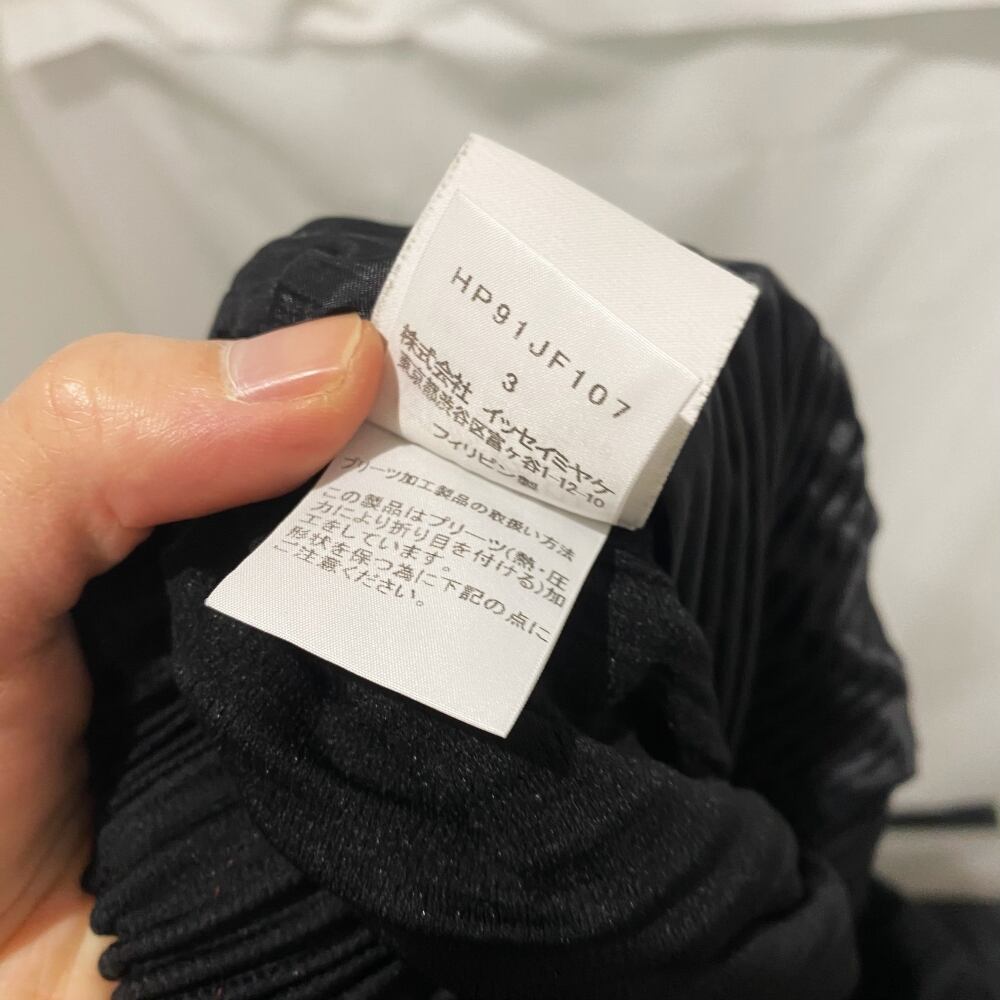 HP91JF107
3
株式会社 イッセイミヤケ
東京都渋谷区富ヶ谷1-12-10
フィリピン製
プリーツ加工製品の取扱い方法
この製品はプリーツ(熱・圧
力により折り目を付ける)加
工をしています。
形状を保つ為に下記の点に
ご注意ください。